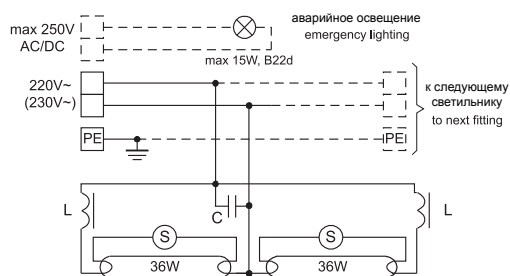 max 250V
AC/DC
аварийное освещение
emergency lighting
max 15W, B22d
220V~
(230V~)
к следующему
светильнику
to next fitting
PE
PE
L
C
L
S
S
36W
36W